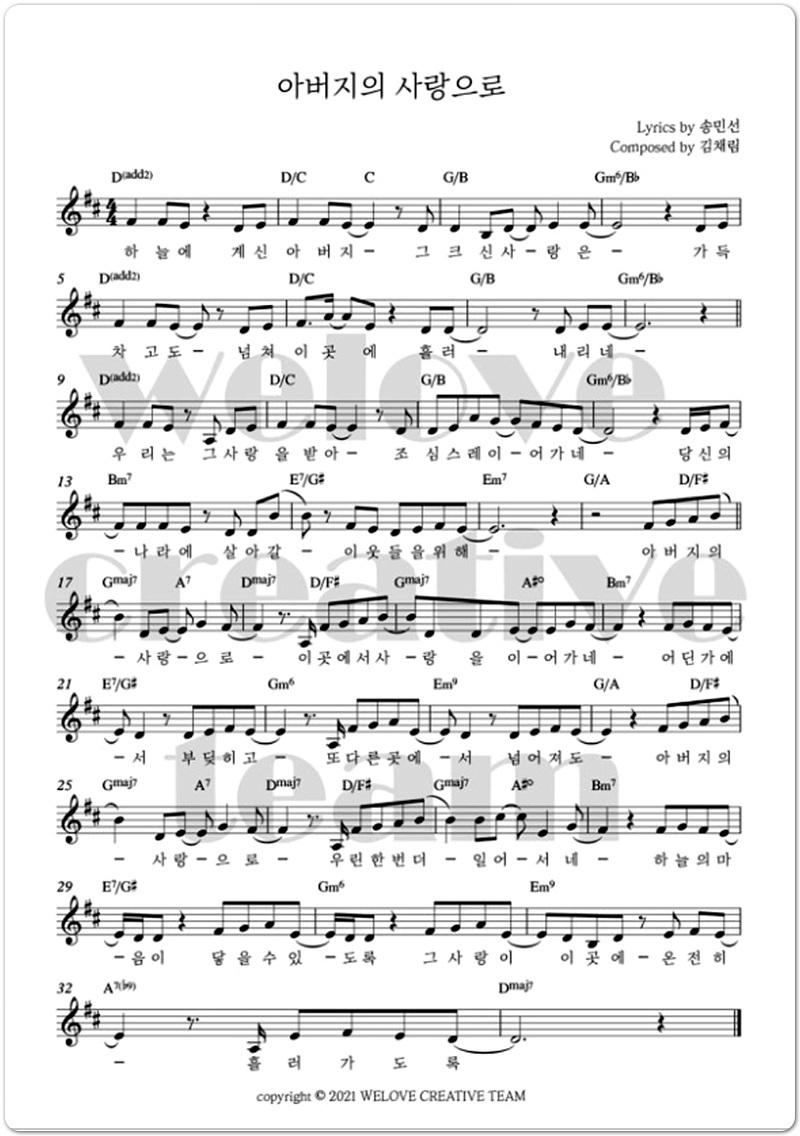 아버지의 사랑으로
Lyrics by 송민선
Composed by 김채림
D(add2) D/C C G/B Gm6/B♭
하 늘에 계신 아 버지- 그 크 신사-랑 은- 가 득
5 D(add2) D/C G/B Gm6/B♭
차 고도- 넘쳐 이 곳 에 흘러- 내리네-
9 D(add2) D/C G/B Gm6/B♭
우 리는 그사랑 을 받아- 조 심스레이-어가네- 당신의
13 Bm7 E7/G♯ Em7 G/A D/F♯
-나라에 살아갈 - 이웃들을위해- 아버지의
17 Gmaj7 A7 Dmaj7 D/F♯ Gmaj7 A♯o Bm7
- 사랑-으로- 이곳에서사-랑 을 이-어가네- 어딘가에
21 E7/G♯ Gm6 Em9 G/A D/F♯
-서 부딪히고 - 또다른곳에-서 넘어져도- 아버지의
25 Gmaj7 A7 Dmaj7 D/F♯ Gmaj7 A♯o Bm7
- 사랑-으로- 우린한번더 -일어-서네- 하늘의마
29 E7/G♯ Gm6 Em9
-음이 닿을수있-도록 그사랑이 이곳에-온전히
32 A7(♭9) Dmaj7
- 흘러가도록
welove
creative
team
copyright © 2021 WELOVE CREATIVE TEAM